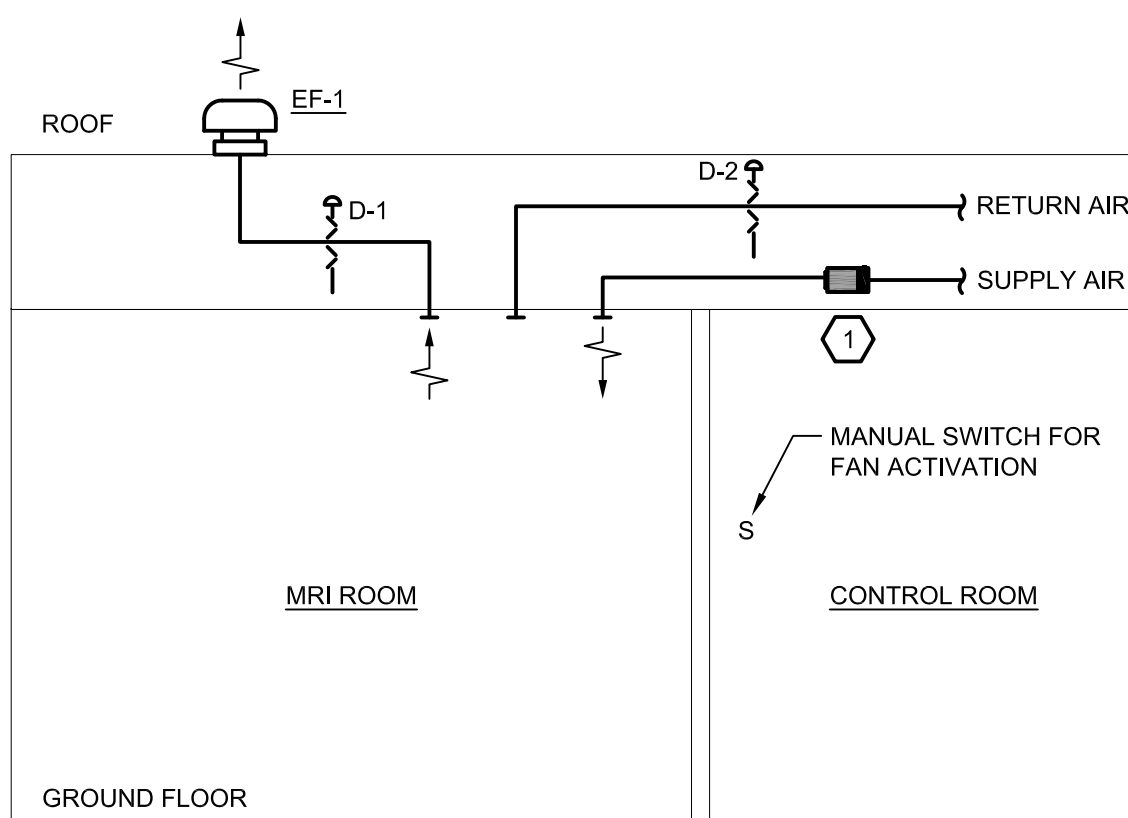 EF-1
ROOF
D-2
D-1
RETURN AIR
SUPPLY AIR
1
MANUAL SWITCH FOR
FAN ACTIVATION
S
MRI ROOM
CONTROL ROOM
GROUND FLOOR